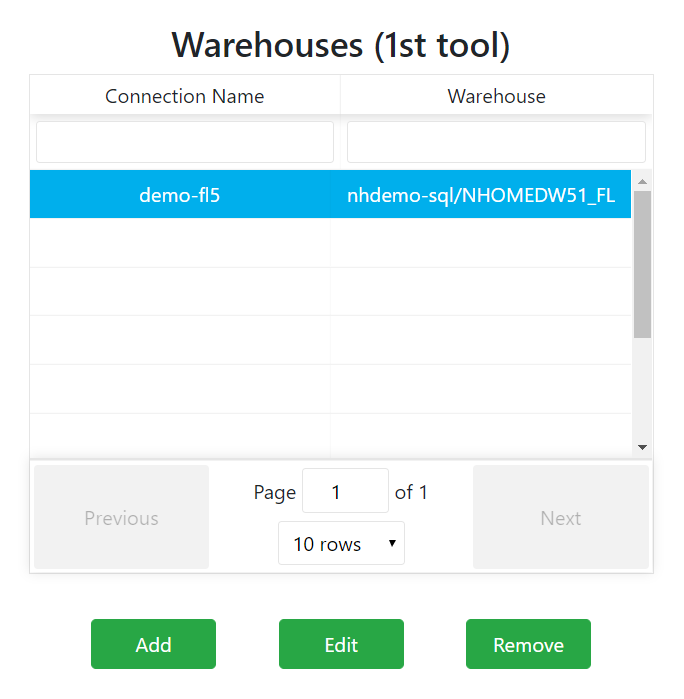 Warehouses (1st tool)
Connection Name Warehouse
demo-fl5 nhdemo-sql/NHOMEDW51_FL
Previous Page 1 of 1 Next
10 rows
Add Edit Remove